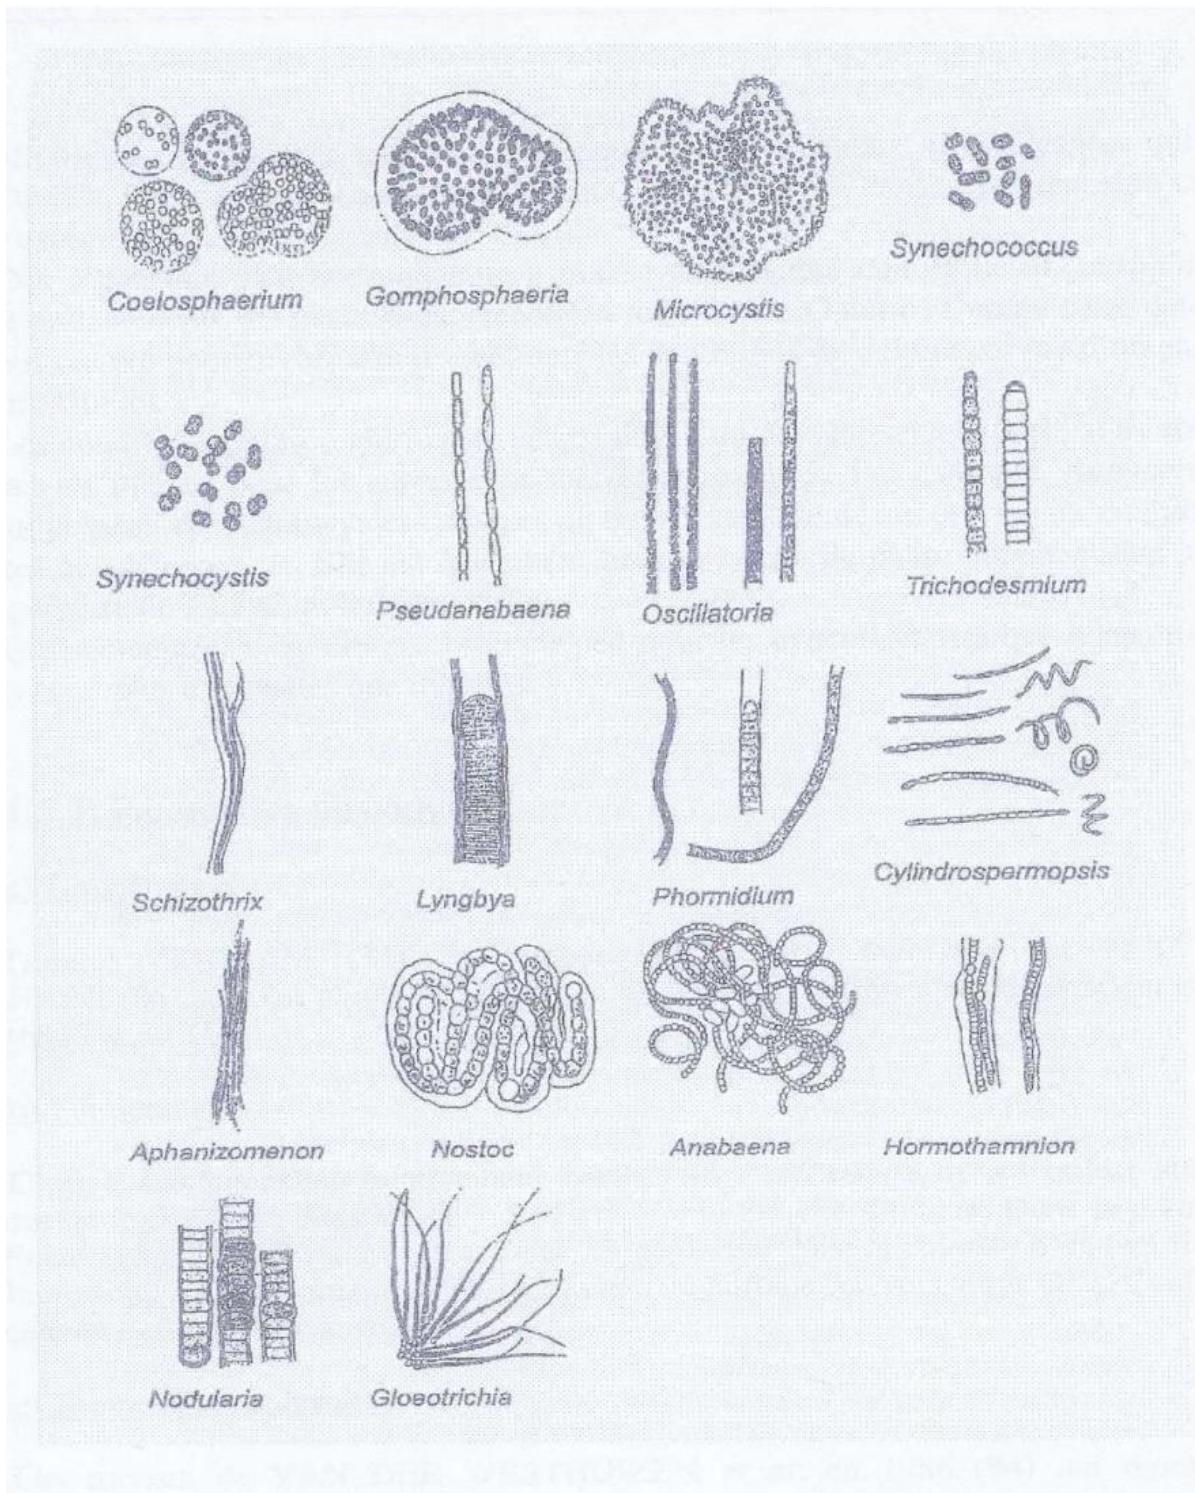 Coelosphaerium
Gomphosphaeria
Microcystis
Synechococcus
Synechocystis
Pseudanabaena
Oscillatoria
Trichodesmium
Schizothrix
Lyngbya
Phormidium
Cylindrospermopsis
Aphanizomenon
Nostoc
Anabaena
Hormothamnion
Nodularia
Gloeotrichia